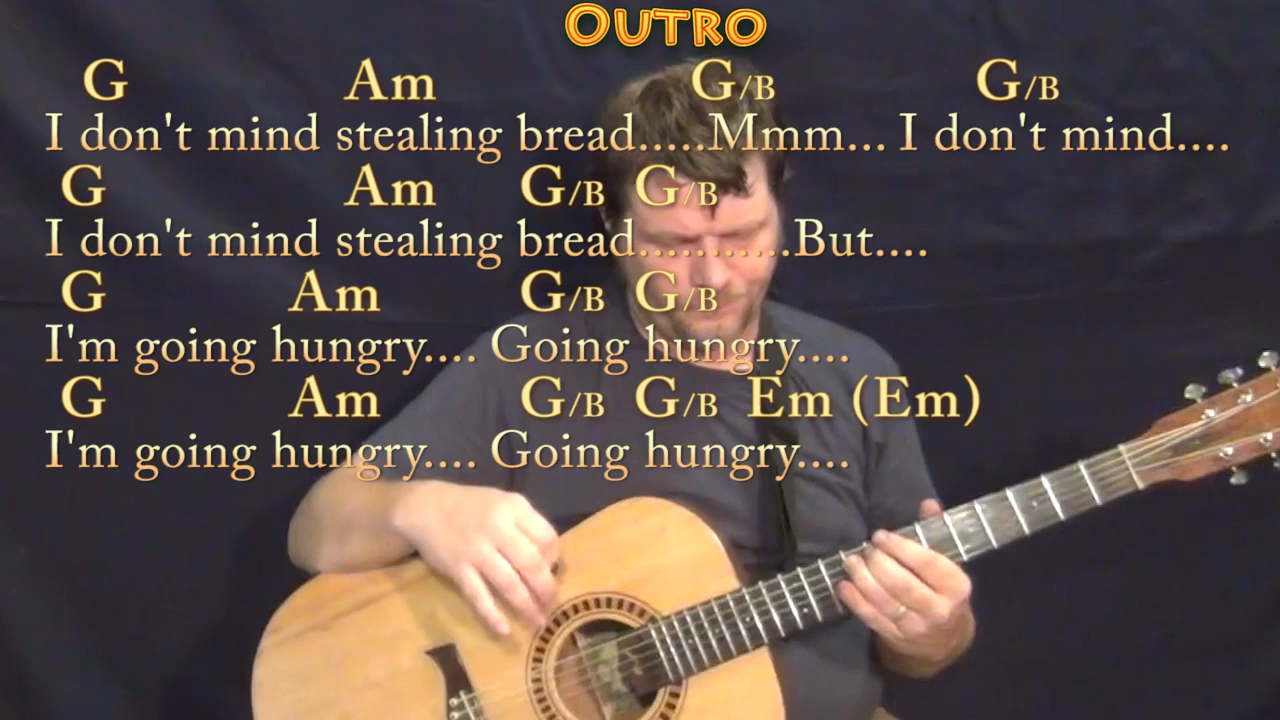 OUTRO
G Am G/B G/B
I don't mind stealing bread.....Mmm... I don't mind....
G Am G/B G/B
I don't mind stealing bread...........But....
G Am G/B G/B
I'm going hungry.... Going hungry....
G Am G/B G/B Em (Em)
I'm going hungry.... Going hungry....